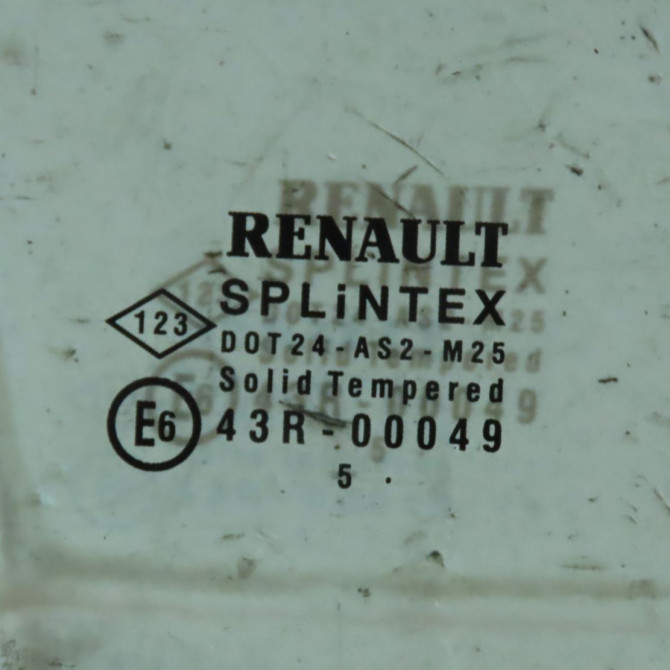 RENAULT
SPLiNTEX
123
DOT24-AS2-M25
Solid Tempered
E6 43R-00049
5 .